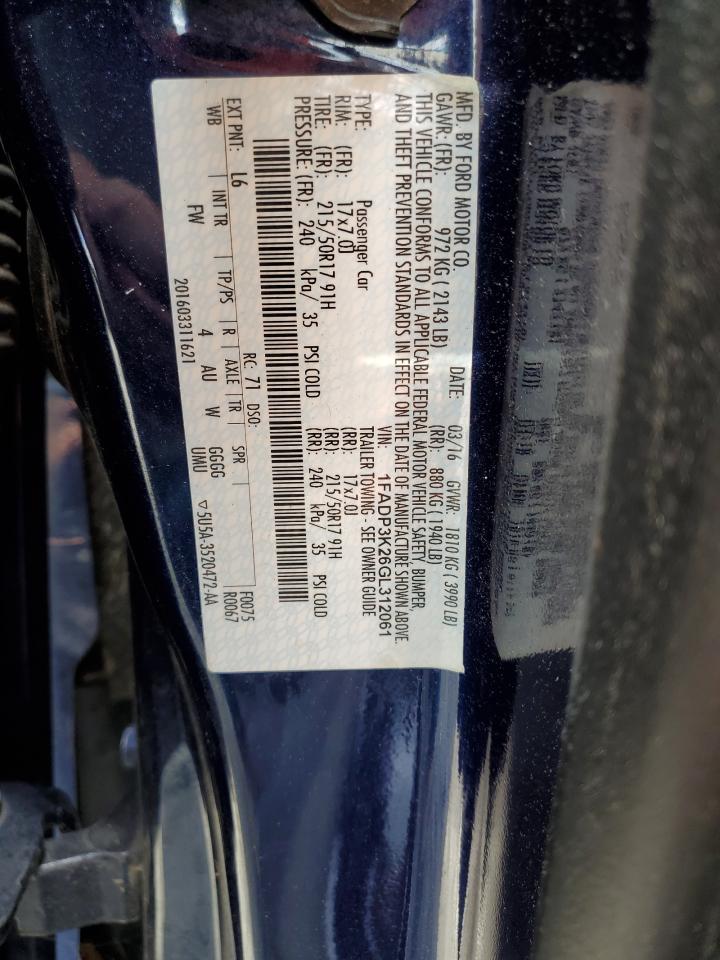 MFD. BY FORD MOTOR CO.
DATE: 03/16 GVWR: 1810 KG ( 3990 LB)
GAWR: (FR): 972 KG ( 2143 LB) (RR): 880 KG ( 1940 LB)
THIS VEHICLE CONFORMS TO ALL APPLICABLE FEDERAL MOTOR VEHICLE SAFETY, BUMPER,
AND THEFT PREVENTION STANDARDS IN EFFECT ON THE DATE OF MANUFACTURE SHOWN ABOVE.
VIN: 1FADP3K26GL312061
TYPE: Passenger Car TRAILER TOWING - SEE OWNER GUIDE
RIM: (FR): 17x7.0J (RR): 17x7.0J
TIRE: (FR): 215/50R17 91H (RR): 215/50R17 91H
PRESSURE: (FR): 240 kPa/ 35 PSI COLD (RR): 240 kPa/ 35 PSI COLD
RC: 71 DSO: F0075
EXT PNT: L6 R0067
WB INT TR TP/PS R AXLE TR SPR
FW 4 AU W GGGG
UMU
201603311621 ▽5U5A-3520472-AA